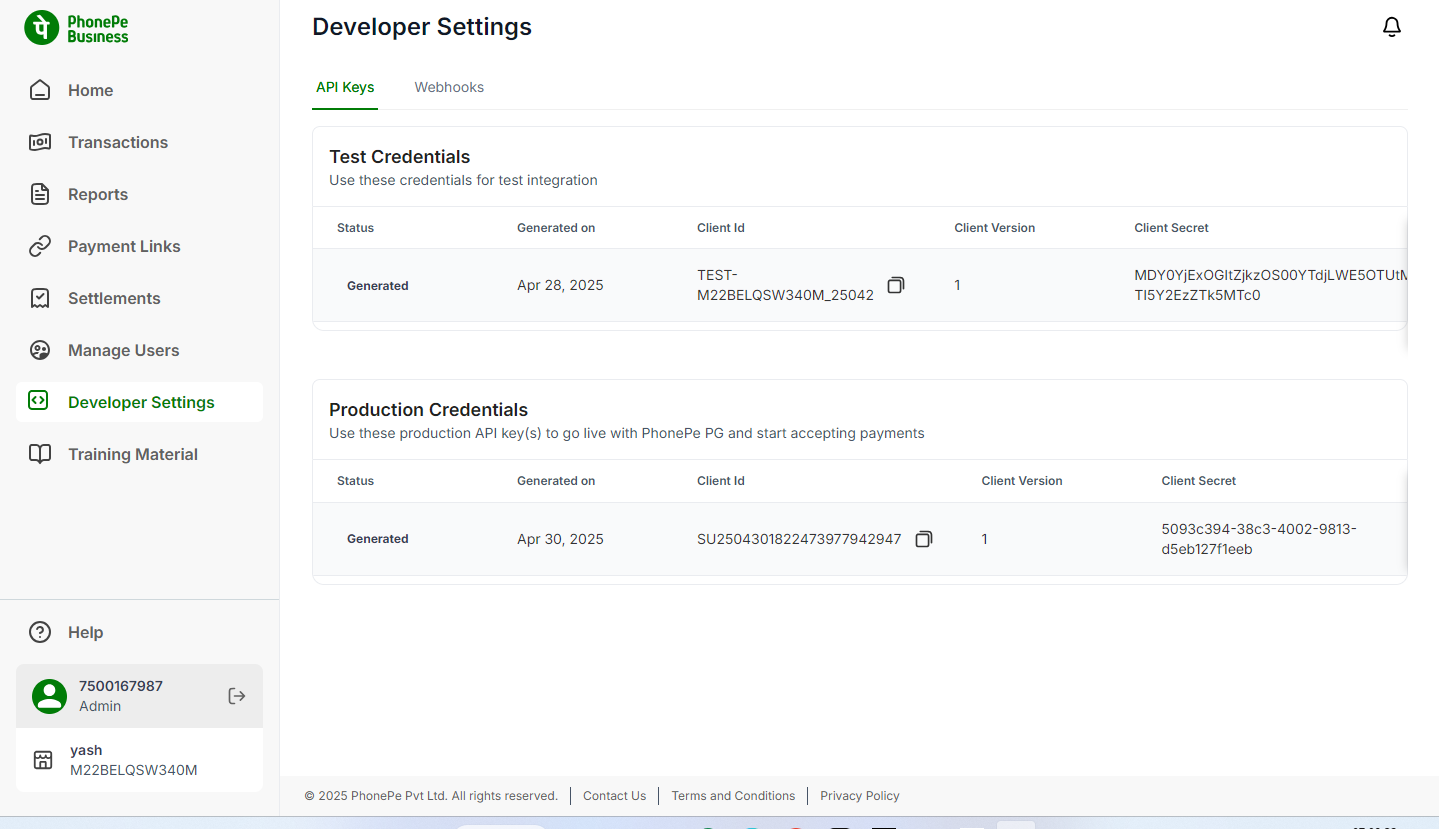 पे
PhonePe
Business
Home
Transactions
Reports
Payment Links
Settlements
Manage Users
Developer Settings
Training Material
Help
7500167987
Admin
yash
M22BELQSW340M
Developer Settings
API Keys Webhooks
Test Credentials
Use these credentials for test integration
Status Generated on Client Id Client Version Client Secret
Generated Apr 28, 2025 TEST-
M22BELQSW340M_25042 1 MDY0YjExOGItZjkzOS00YTdjLWE5OTUtM
TI5Y2EzZTk5MTc0
Production Credentials
Use these production API key(s) to go live with PhonePe PG and start accepting payments
Status Generated on Client Id Client Version Client Secret
Generated Apr 30, 2025 SU2504301822473977942947 1 5093c394-38c3-4002-9813-
d5eb127f1eeb
© 2025 PhonePe Pvt Ltd. All rights reserved. Contact Us Terms and Conditions Privacy Policy